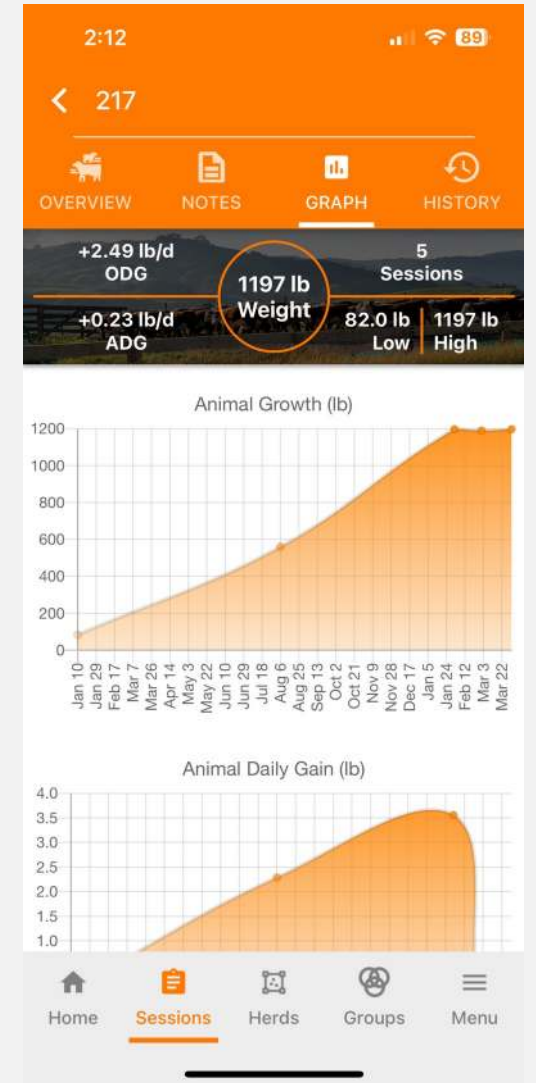 2:12
89
217
OVERVIEW NOTES GRAPH HISTORY
+2.49 lb/d
ODG
1197 lb
Weight
5
Sessions
+0.23 lb/d
ADG
82.0 lb
Low
1197 lb
High
Animal Growth (lb)
1200
1000
800
600
400
200
0
Jan 10
Jan 29
Feb 17
Mar 7
Mar 26
Apr 14
May 3
May 22
Jun 10
Jun 29
Jul 18
Aug 6
Aug 25
Sep 13
Oct 2
Oct 21
Nov 9
Nov 28
Dec 17
Jan 5
Jan 24
Feb 12
Mar 3
Mar 22
Animal Daily Gain (lb)
4.0
3.5
3.0
2.5
2.0
1.5
1.0
Home Sessions Herds Groups Menu